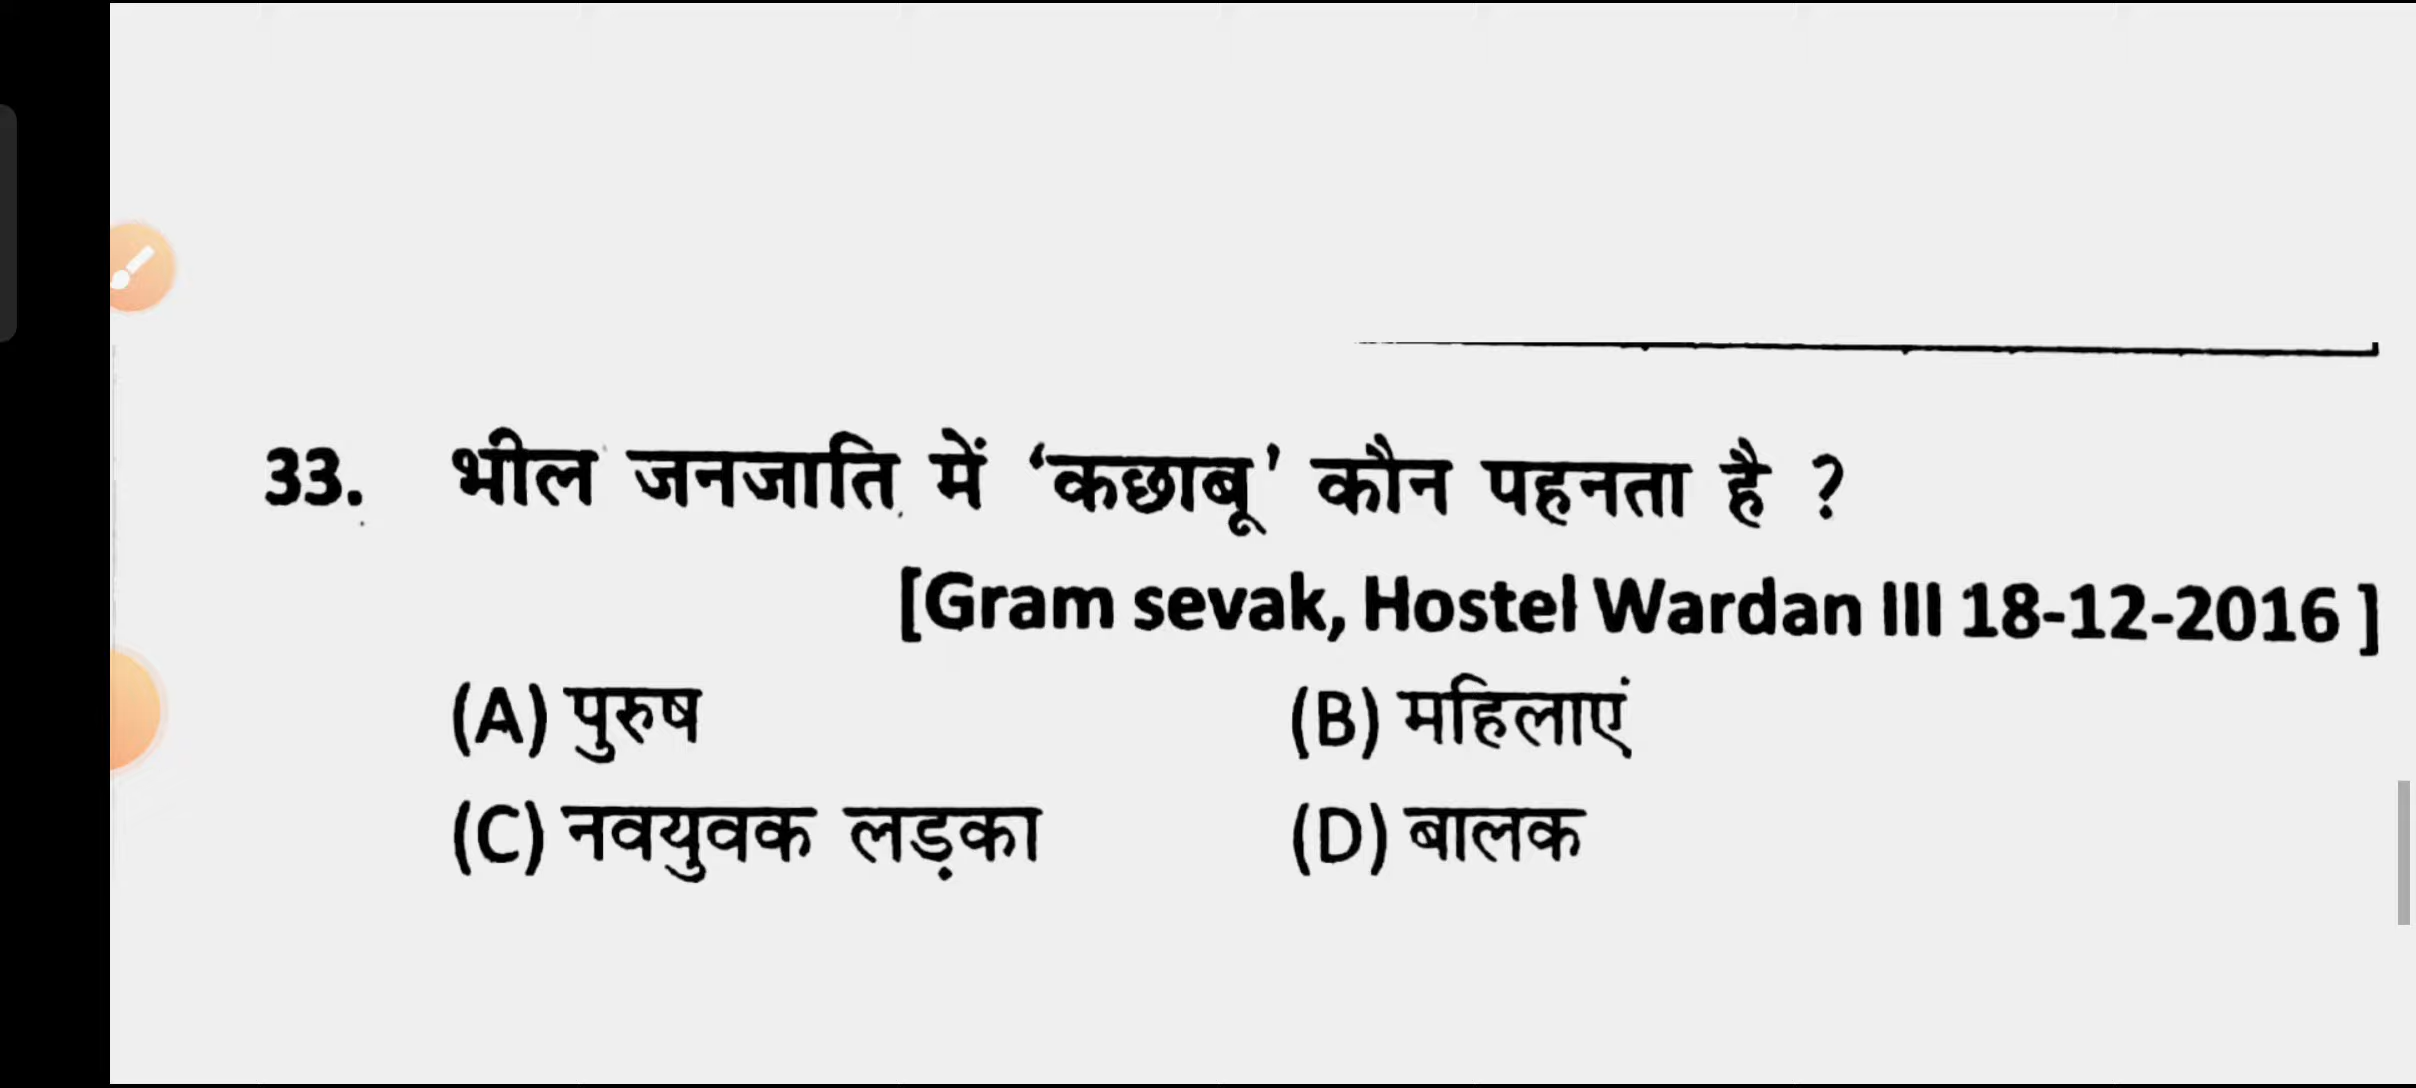 33. भील जनजाति में ‘कछाबू’ कौन पहनता है ?
[Gram sevak, Hostel Wardan III 18-12-2016 ]
(A) पुरुष (B) महिलाएं
(C) नवयुवक लड़का (D) बालक